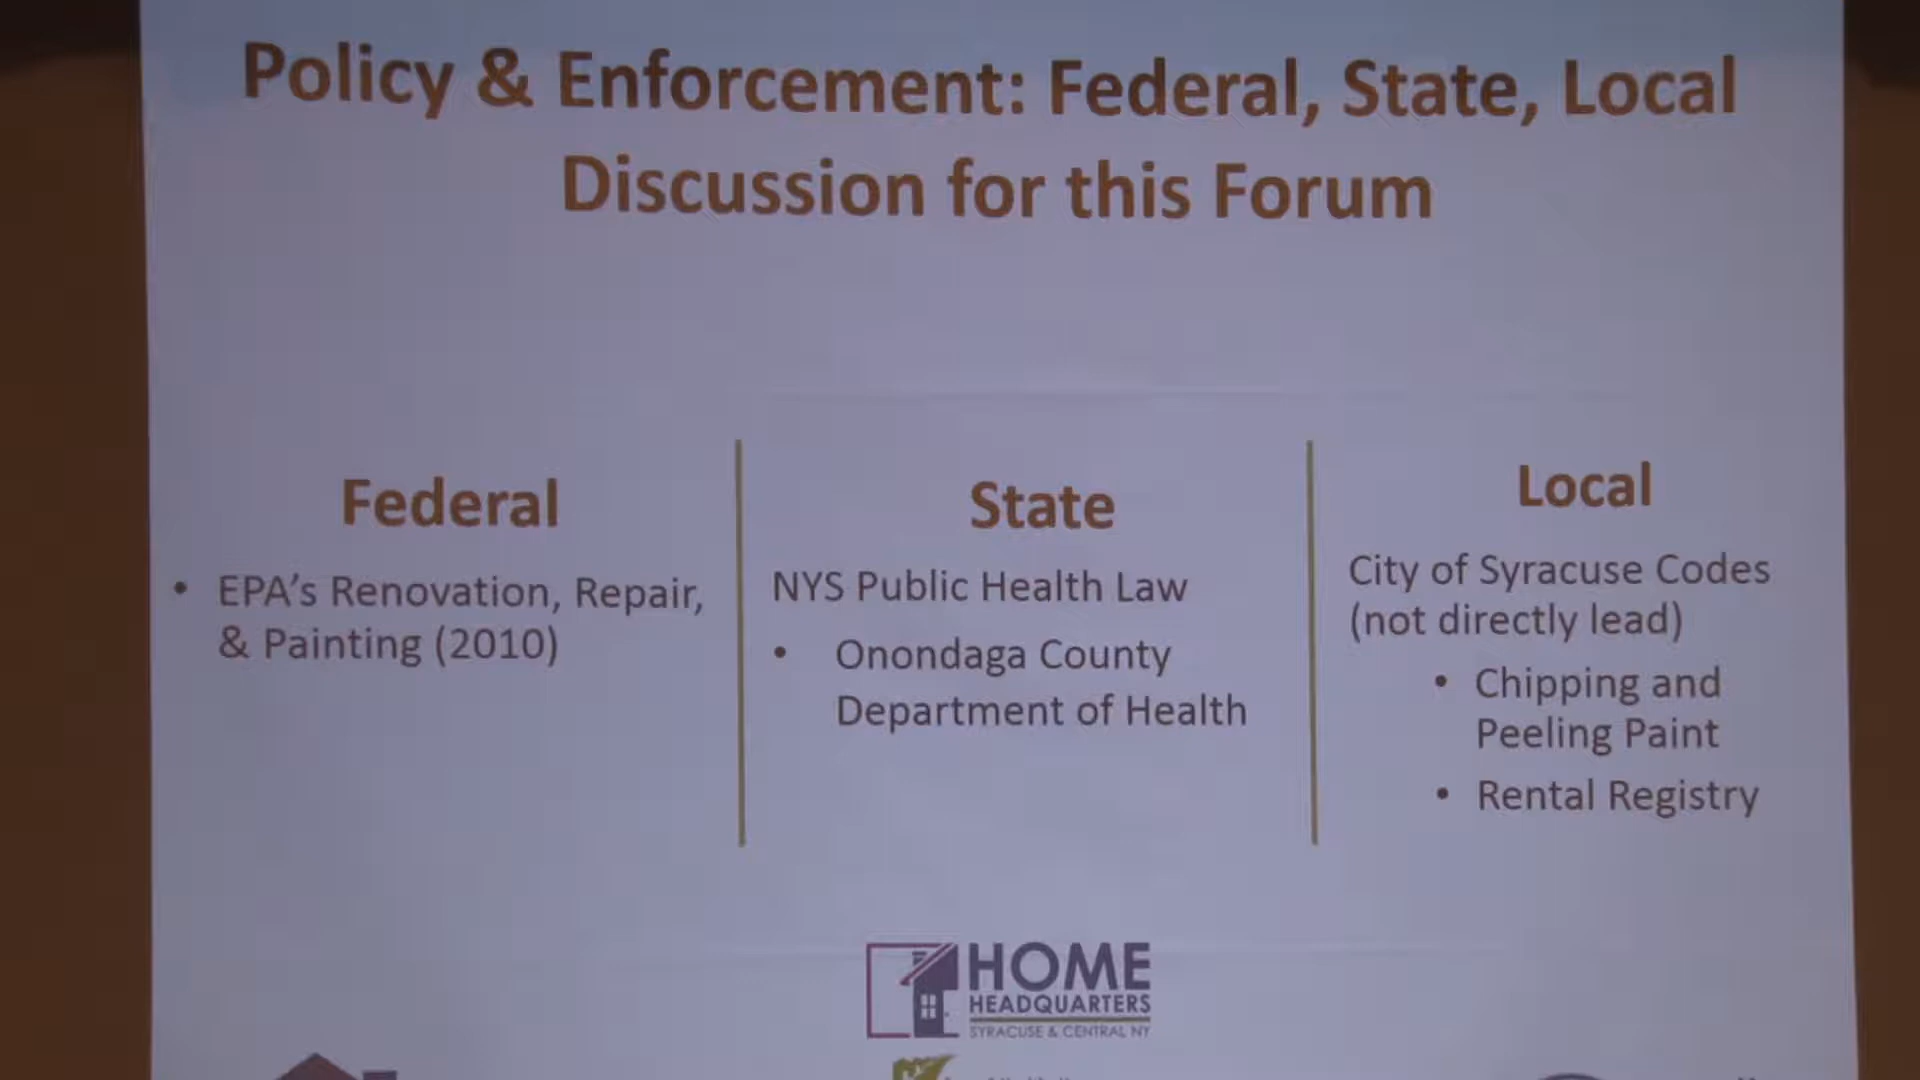 Policy & Enforcement: Federal, State, Local
Discussion for this Forum
Federal
• EPA’s Renovation, Repair,
& Painting (2010)
State
NYS Public Health Law
• Onondaga County
Department of Health
Local
City of Syracuse Codes
(not directly lead)
• Chipping and
Peeling Paint
• Rental Registry
HOME
HEADQUARTERS
SYRACUSE & CENTRAL NY